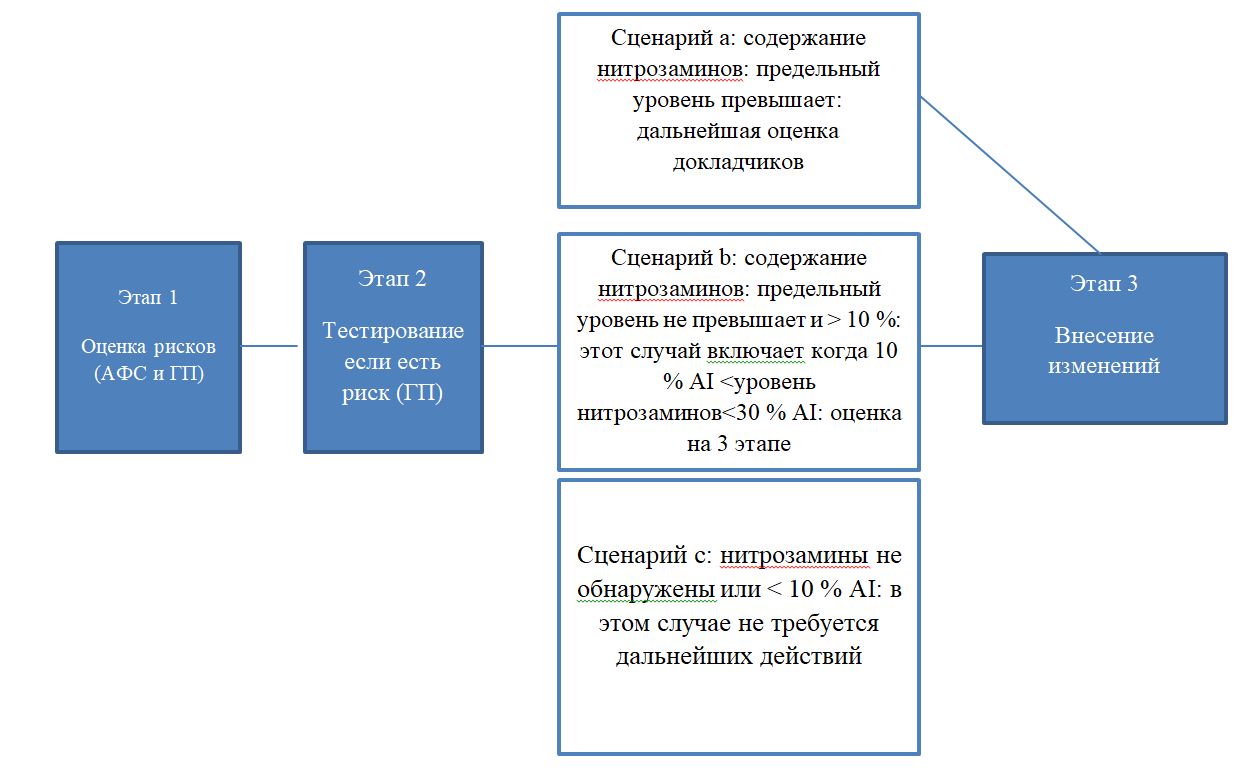 Сценарий a: содержание
нитрозаминов: предельный
уровень превышает:
дальнейшая оценка
докладчиков
Этап 1
Оценка рисков
(АФС и ГП)
Этап 2
Тестирование
если есть
риск (ГП)
Сценарий b: содержание
нитрозаминов: предельный
уровень не превышает и > 10 %:
этот случай включает когда 10
% AI <уровень
нитрозаминов<30 % AI: оценка
на 3 этапе
Этап 3
Внесение
изменений
Сценарий c: нитрозамины не
обнаружены или < 10 % AI: в
этом случае не требуется
дальнейших действий